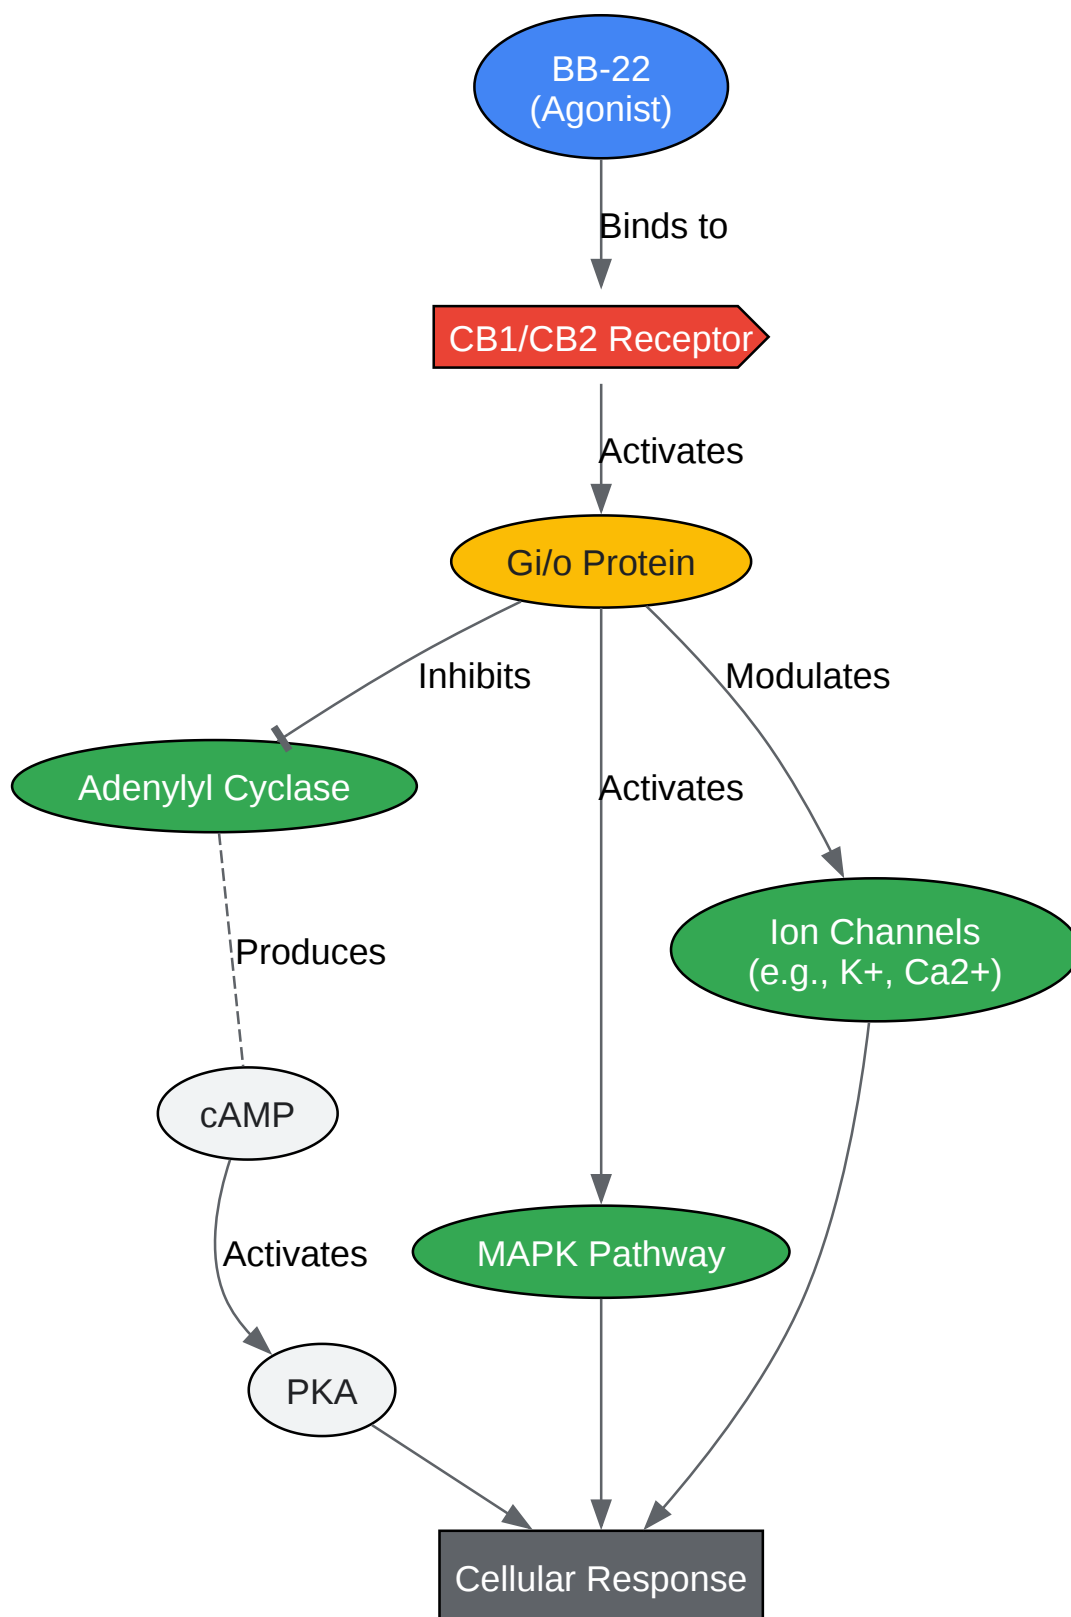 BB-22
(Agonist)
Binds to
CB1/CB2 Receptor
Activates
Gi/o Protein
Inhibits
Modulates
Adenylyl Cyclase
Activates
Ion Channels
(e.g., K+, Ca2+)
Produces
cAMP
Activates
MAPK Pathway
PKA
Cellular Response